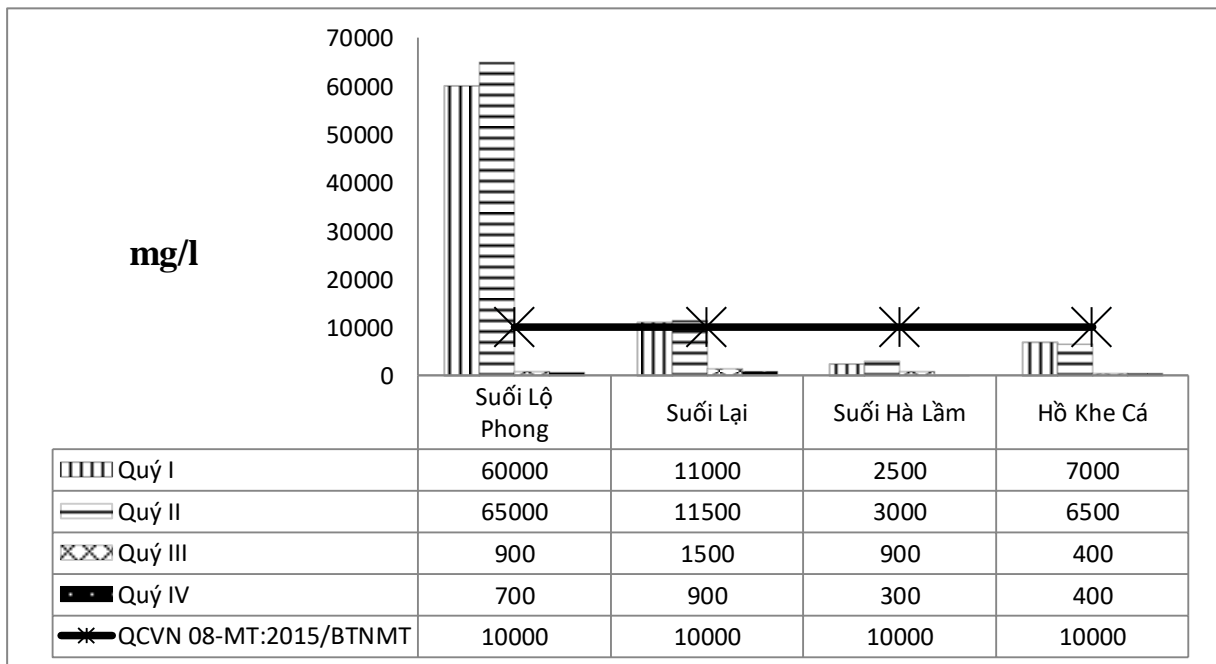 70000
60000
50000
40000
30000
20000
10000
0
mg/l
Suối Lộ
Phong
Suối Lại
Suối Hà Lầm
Hồ Khe Cá
Quý I 60000 11000 2500 7000
Quý II 65000 11500 3000 6500
Quý III 900 1500 900 400
Quý IV 700 900 300 400
QCVN 08-MT:2015/BTNMT 10000 10000 10000 10000